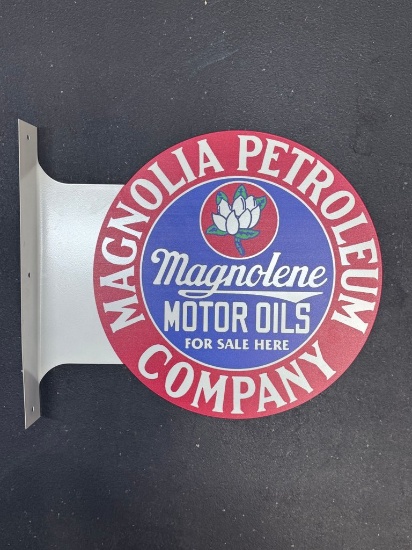 MAGNOLIA PETROLEUM
Magnolene
MOTOR OILS
FOR SALE HERE
COMPANY